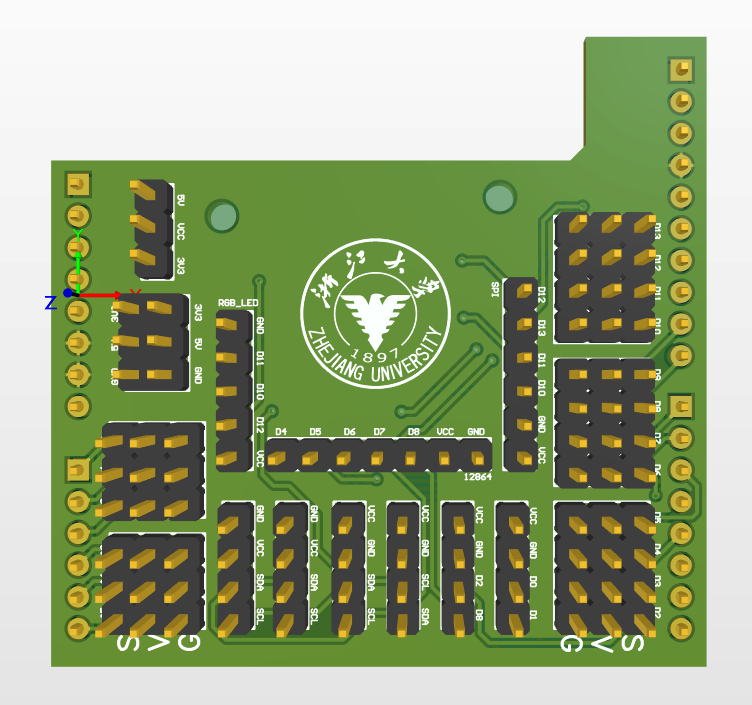 5V
VCC
3V3
3V3
5V
GND
RGB_LED
GND
D11
D10
D12
VCC
浙江大学
1897
ZHEJIANG UNIVERSITY
SPI
D12
D13
D11
D10
GND
VCC
D13
D12
D11
D10
D9
D8
D7
D6
D4 D5 D6 D7 D8 VCC GND
12864
GND
VCC
SDA
SCL
GND
VCC
SDA
SCL
VCC
GND
SDA
SCL
VCC
GND
SCL
SDA
VCC
GND
D2
D8
VCC
GND
D0
D1
D5
D4
D3
D2
S V G
G V S
X
Y
Z